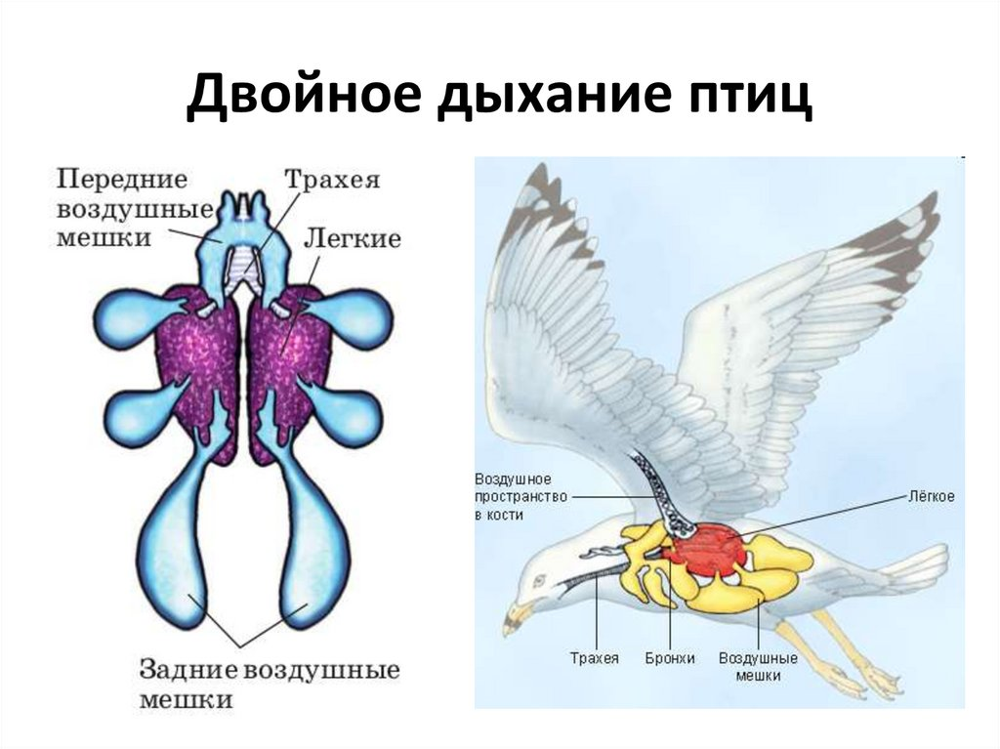 Двойное дыхание птиц
Передние
воздушные
мешки
Трахея
Легкие
Задние воздушные
мешки
Воздушное
пространство
в кости
Лёгкое
Трахея
Бронхи
Воздушные
мешки